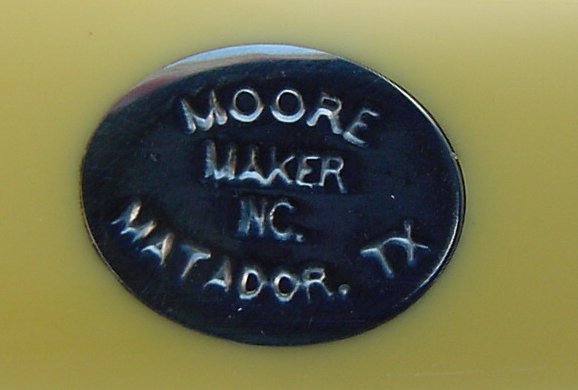 MOORE
MAKER
INC.
MATADOR. TX